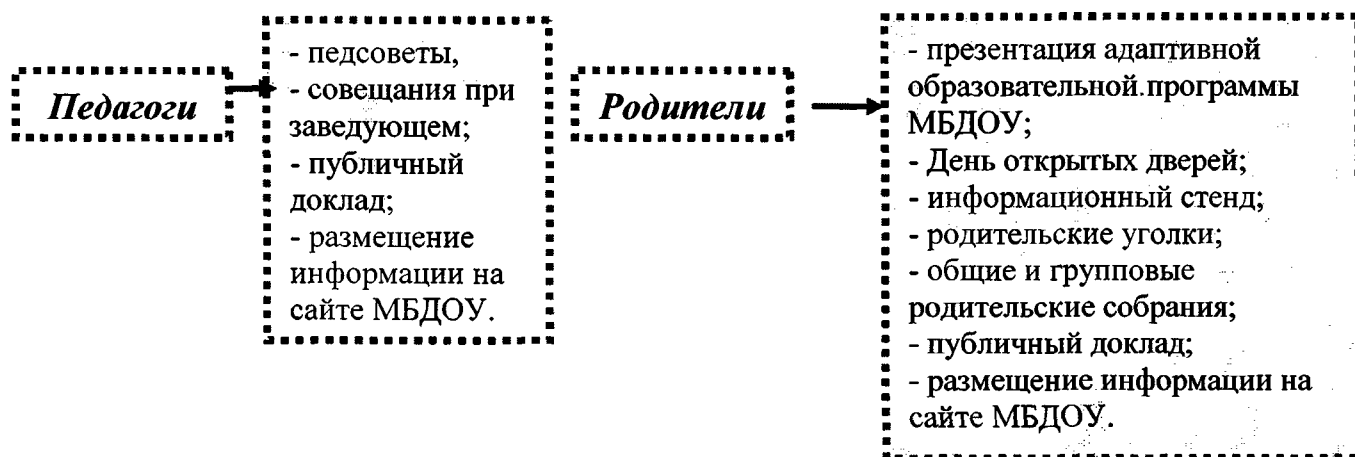 Педагоги
- педсоветы,
- совещания при
заведующем;
- публичный
доклад;
- размещение
информации на
сайте МБДОУ.
Родители
- презентация адаптивной
образовательной.программы
МБДОУ;
- День открытых дверей;
- информационный стенд;
- родительские уголки;
- общие и групповые
родительские собрания;
- публичный доклад;
- размещение информации на
сайте МБДОУ.